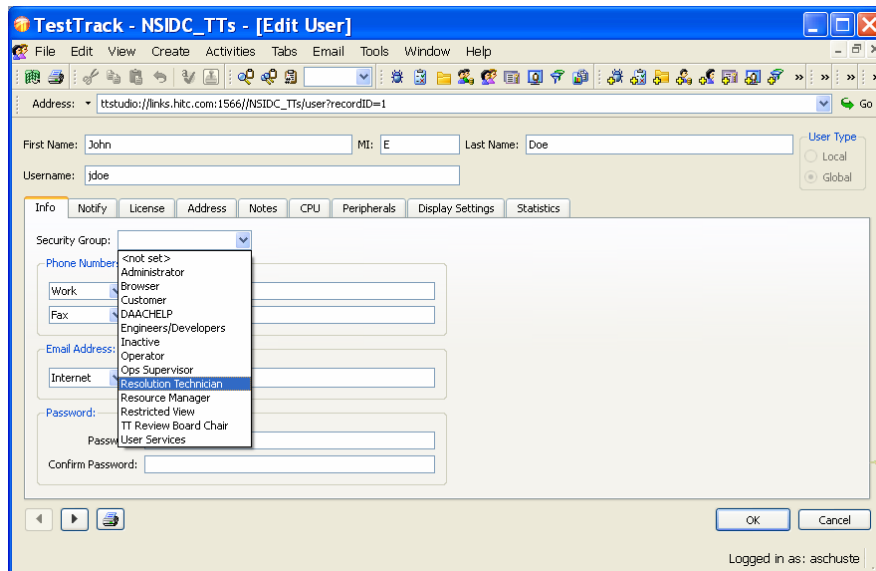 TestTrack - NSIDC_TTs - [Edit User]
File Edit View Create Activities Tabs Email Tools Window Help
Address: ttstudio://links.hitc.com:1566//NSIDC_TTs/user?recordID=1 Go
First Name: John MI: E Last Name: Doe
User Type
Local
Username: jdoe
Global
Info Notify License Address Notes CPU Peripherals Display Settings Statistics
Security Group:
<not set>
Administrator
Browser
Customer
DAACHELP
Engineers/Developers
Inactive
Operator
Ops Supervisor
Resolution Technician
Resource Manager
Restricted View
TT Review Board Chair
User Services
Phone Number
Work
Fax
Email Address:
Internet
Password:
Passw
Confirm Password:
OK Cancel
Logged in as: aschuste